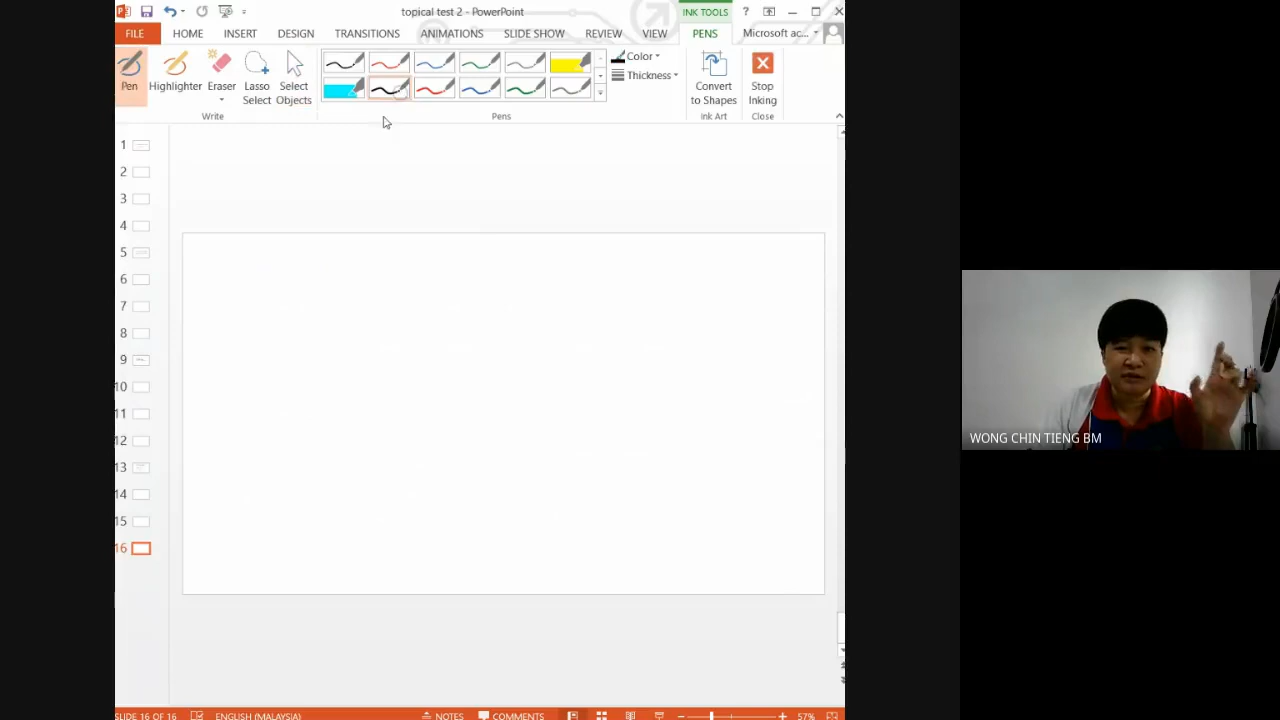 topical test 2 - PowerPoint
INK TOOLS
FILE HOME INSERT DESIGN TRANSITIONS ANIMATIONS SLIDE SHOW REVIEW VIEW PENS Microsoft ac...
Pen
Highlighter
Eraser
Lasso
Select
Select
Objects
Color
Thickness
Convert
to Shapes
Stop
Inking
Write
Pens
Ink Art
Close
1
2
3
4
5
6
7
8
9
10
11
12
13
14
15
16
WONG CHIN TIENG BM
SLIDE 16 OF 16 ENGLISH (MALAYSIA) NOTES COMMENTS 57%